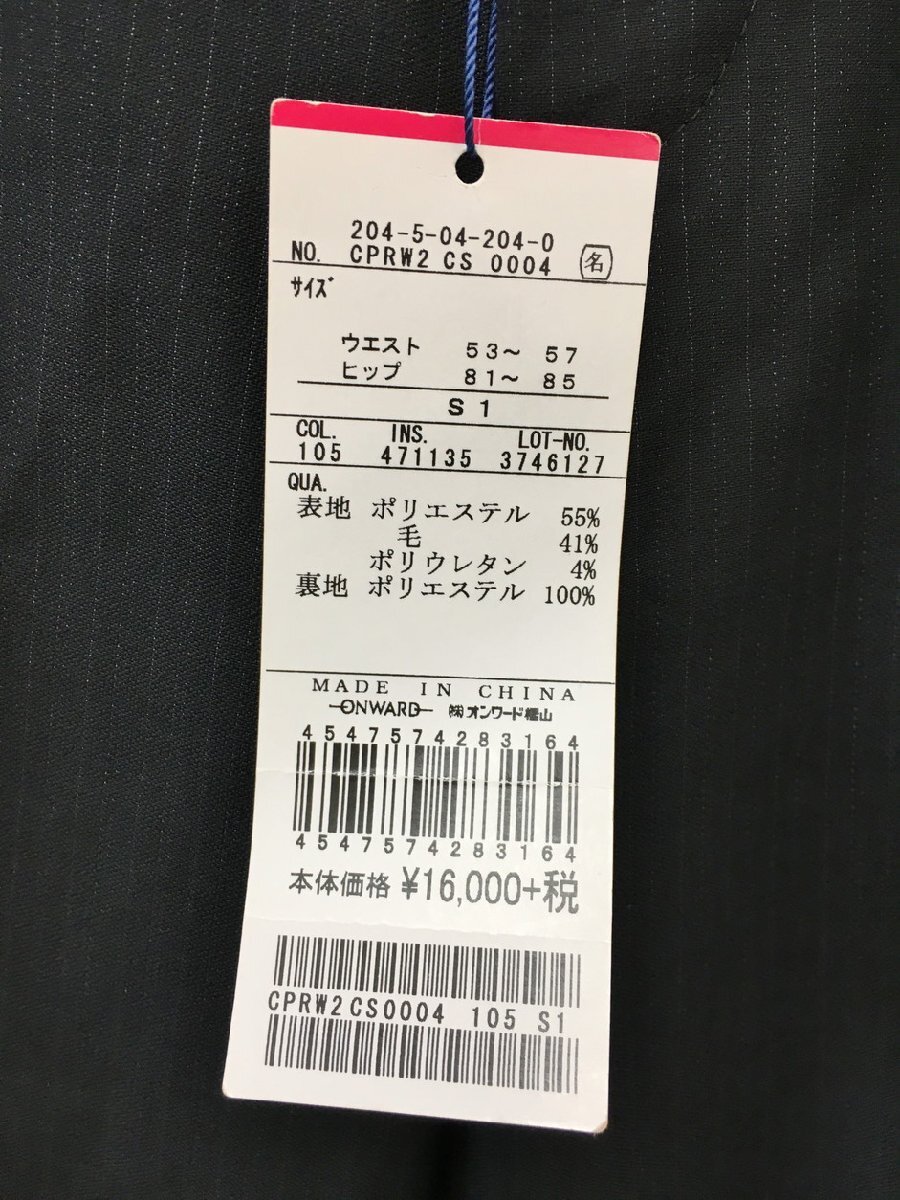 204-5-04-204-0
NO. CPRW2 CS 0004 名
サイズ
ウエスト 53～ 57
ヒップ 81～ 85
S1
COL. INS. LOT-NO.
105 471135 3746127
QUA.
表地 ポリエステル 55%
毛 41%
ポリウレタン 4%
裏地 ポリエステル 100%
MADE IN CHINA
ONWARD ㈱オンワード樫山
4547574283164
4547574283164
本体価格 ¥16,000+税
CPRW2CS0004 105 S1